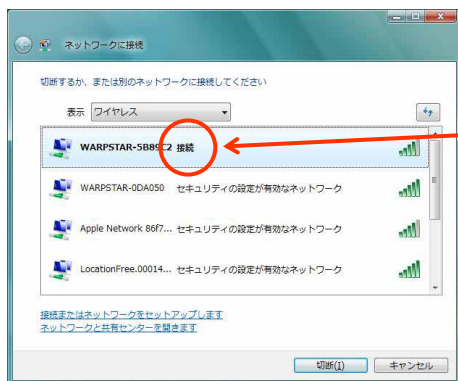 ネットワークに接続
切断するか、または別のネットワークに接続してください
表示 ワイヤレス
WARPSTAR-5B89C2 接続
WARPSTAR-0DA050 セキュリティの設定が有効なネットワーク
Apple Network 86f7... セキュリティの設定が有効なネットワーク
LocationFree.00014... セキュリティの設定が有効なネットワーク
接続またはネットワークをセットアップします
ネットワークと共有センターを開きます
切断(I) キャンセル